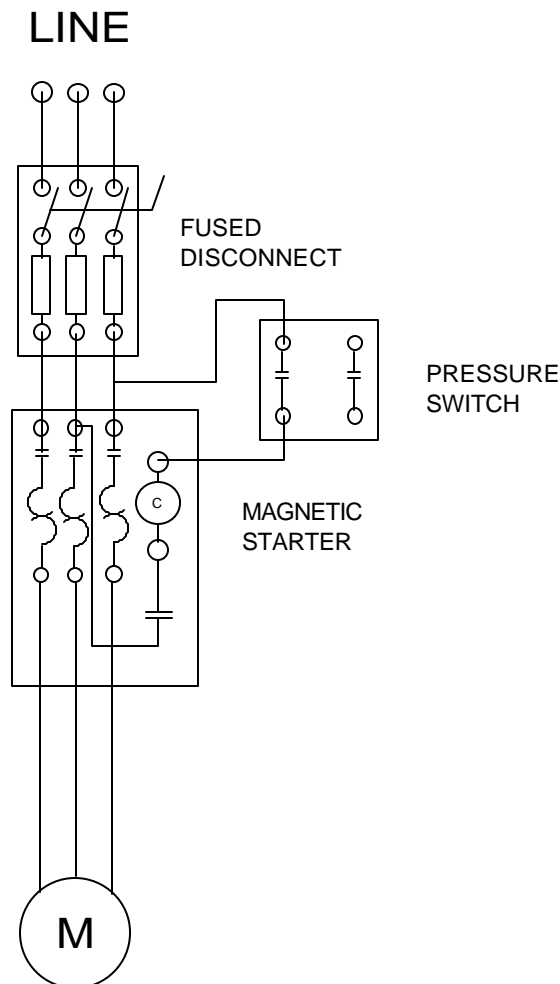 LINE
FUSED
DISCONNECT
PRESSURE
SWITCH
C
MAGNETIC
STARTER
M